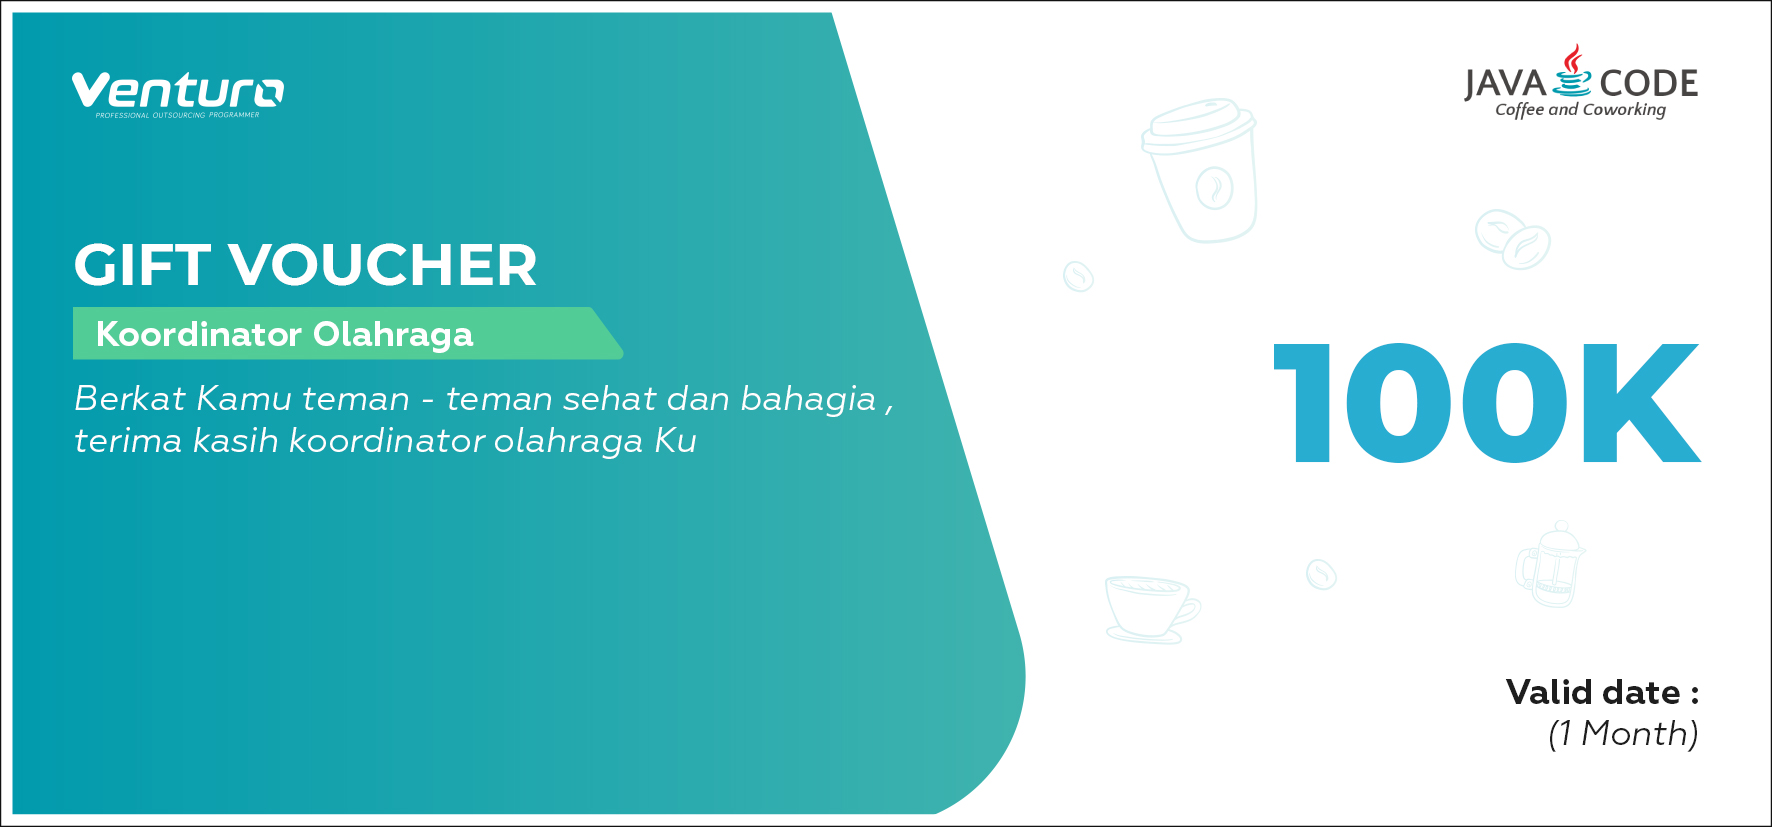 Venturo
PROFESSIONAL OUTSOURCING PROGRAMMER
JAVA CODE
Coffee and Coworking
GIFT VOUCHER
Koordinator Olahraga
Berkat Kamu teman - teman sehat dan bahagia ,
terima kasih koordinator olahraga Ku
100K
Valid date :
(1 Month)